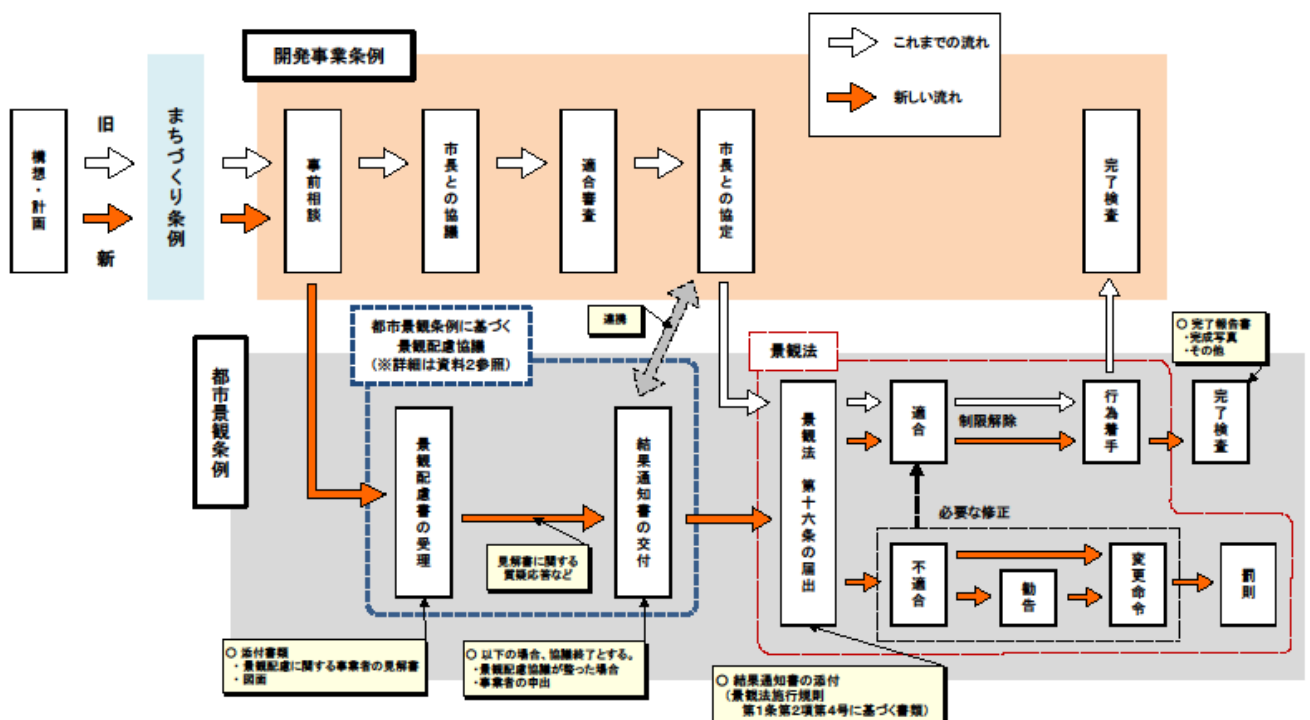 開発事業条例
これまでの流れ
新しい流れ
構想・計画
旧
新
まちづくり条例
事前相談
市長との協議
適合審査
市長との協定
完了検査
連携
都市景観条例に基づく
景観配慮協議
(※詳細は資料2参照)
都市景観条例
景観配慮書の受理
見解書に関する
質疑応答など
結果通知書の交付
景観法
景観法 第十六条の届出
適合
制限解除
行為着手
完了検査
○ 完了報告書
・完成写真
・その他
必要な修正
不適合
勧告
変更命令
罰則
○ 添付書類
・景観配慮に関する事業者の見解書
・図面
○ 以下の場合、協議終了とする。
・景観配慮協議が整った場合
・事業者の申出
○ 結果通知書の添付
(景観法施行規則
第1条第2項第4号に基づく書類)